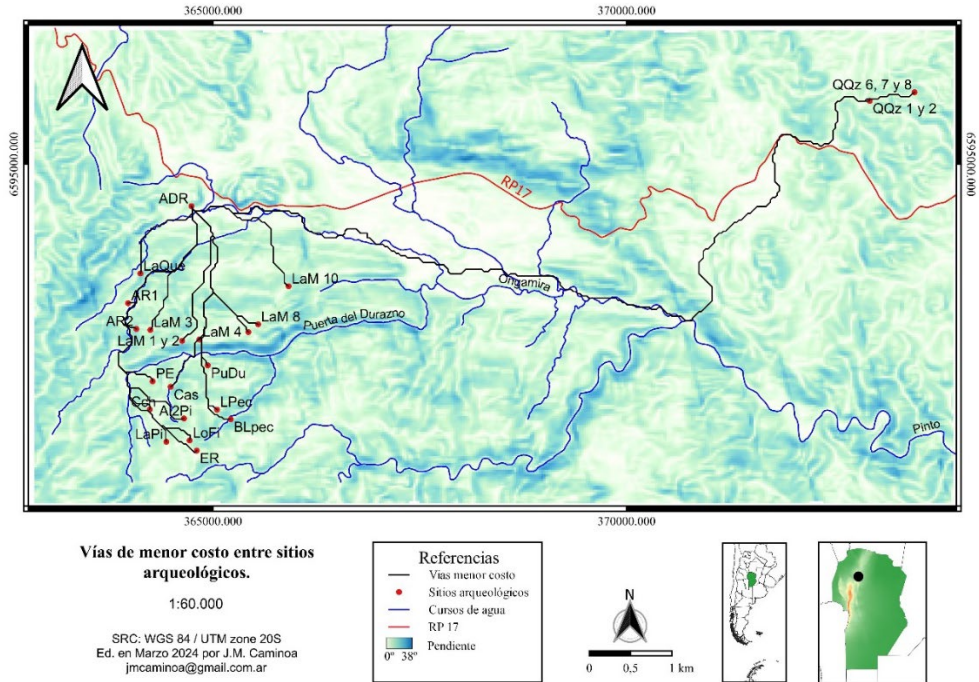 365000.000
370000.000
6595000.000
6595000.000
QQz 6, 7 y 8
QQz 1 y 2
RP17
ADR
LaQue
LaM 10
Ongamira
AR1
LaM 8
AR2
LaM 3
LaM 4
Puerta del Durazno
LaM 1 y 2
PuDu
PE
Cas
LPec
Cch
Al2Pi
BLpec
LaPi
LoFi
ER
Pinto
365000.000
370000.000
Vías de menor costo entre sitios
arqueológicos.
1:60.000
SRC: WGS 84 / UTM zone 20S
Ed. en Marzo 2024 por J.M. Caminoa
jmcaminoa@gmail.com.ar
Referencias
Vías menor costo
Sitios arqueológicos
Cursos de agua
RP 17
Pendiente
0° 38°
N
0 0,5 1 km